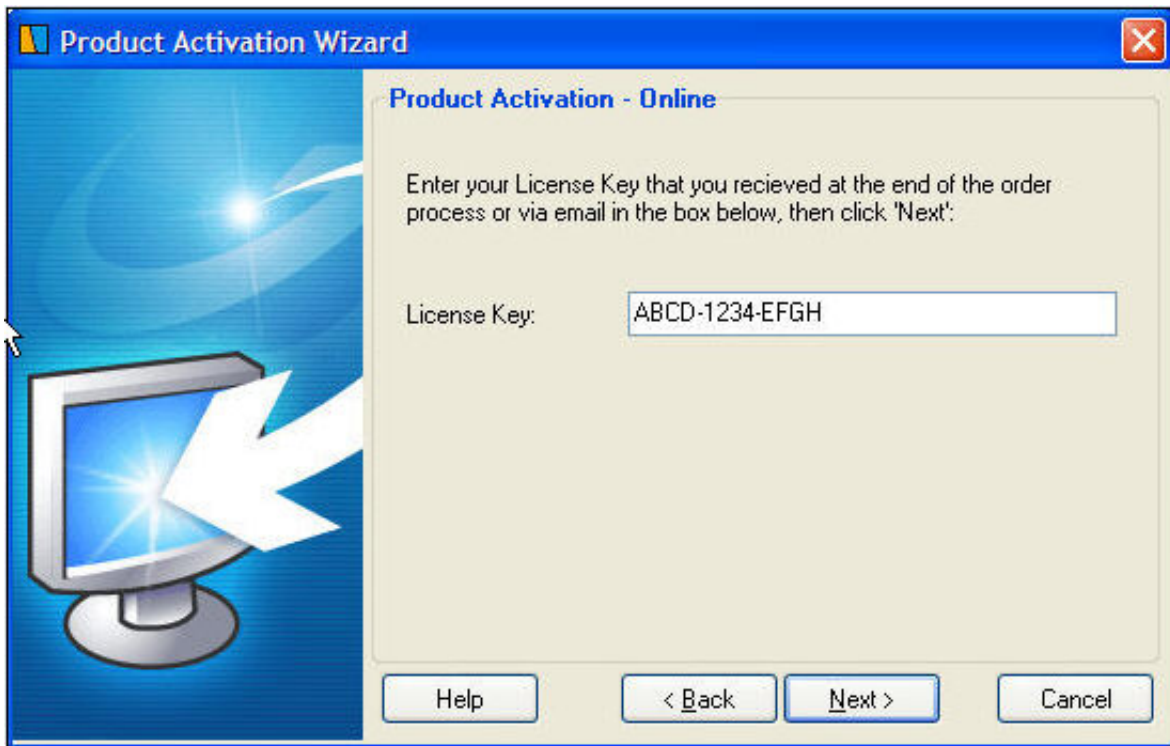 Product Activation Wizard
Product Activation - Online
Enter your License Key that you recieved at the end of the order
process or via email in the box below, then click 'Next':
License Key: ABCD-1234-EFGH
Help < Back Next > Cancel